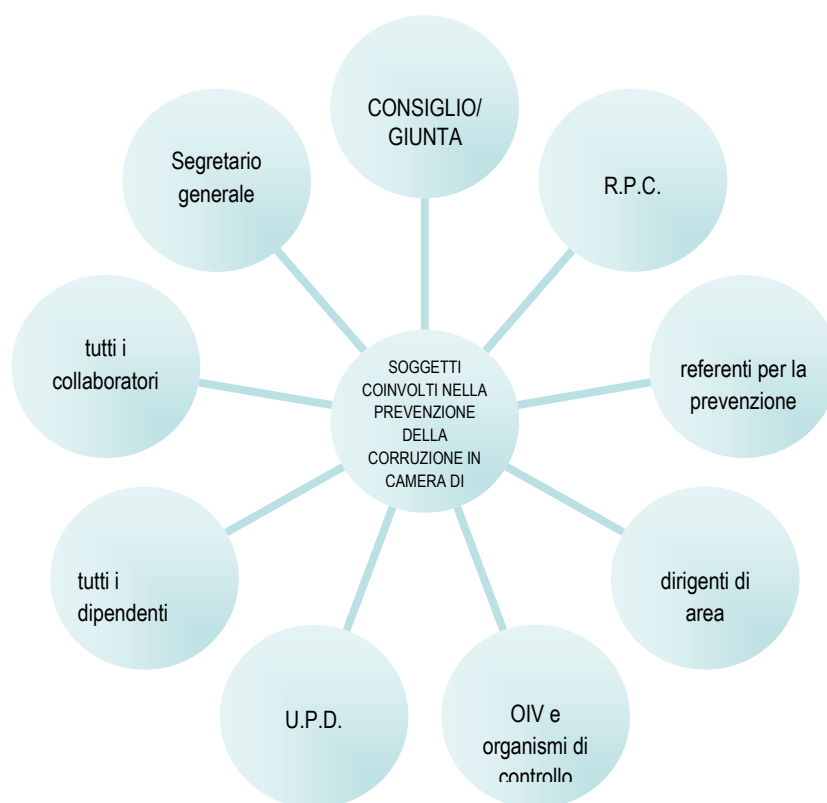 CONSIGLIO/
GIUNTA
R.P.C.
referenti per la
prevenzione
dirigenti di
area
OIV e
organismi di
controllo
U.P.D.
tutti i
dipendenti
tutti i
collaboratori
Segretario
generale
SOGGETTI
COINVOLTI NELLA
PREVENZIONE
DELLA
CORRUZIONE IN
CAMERA DI